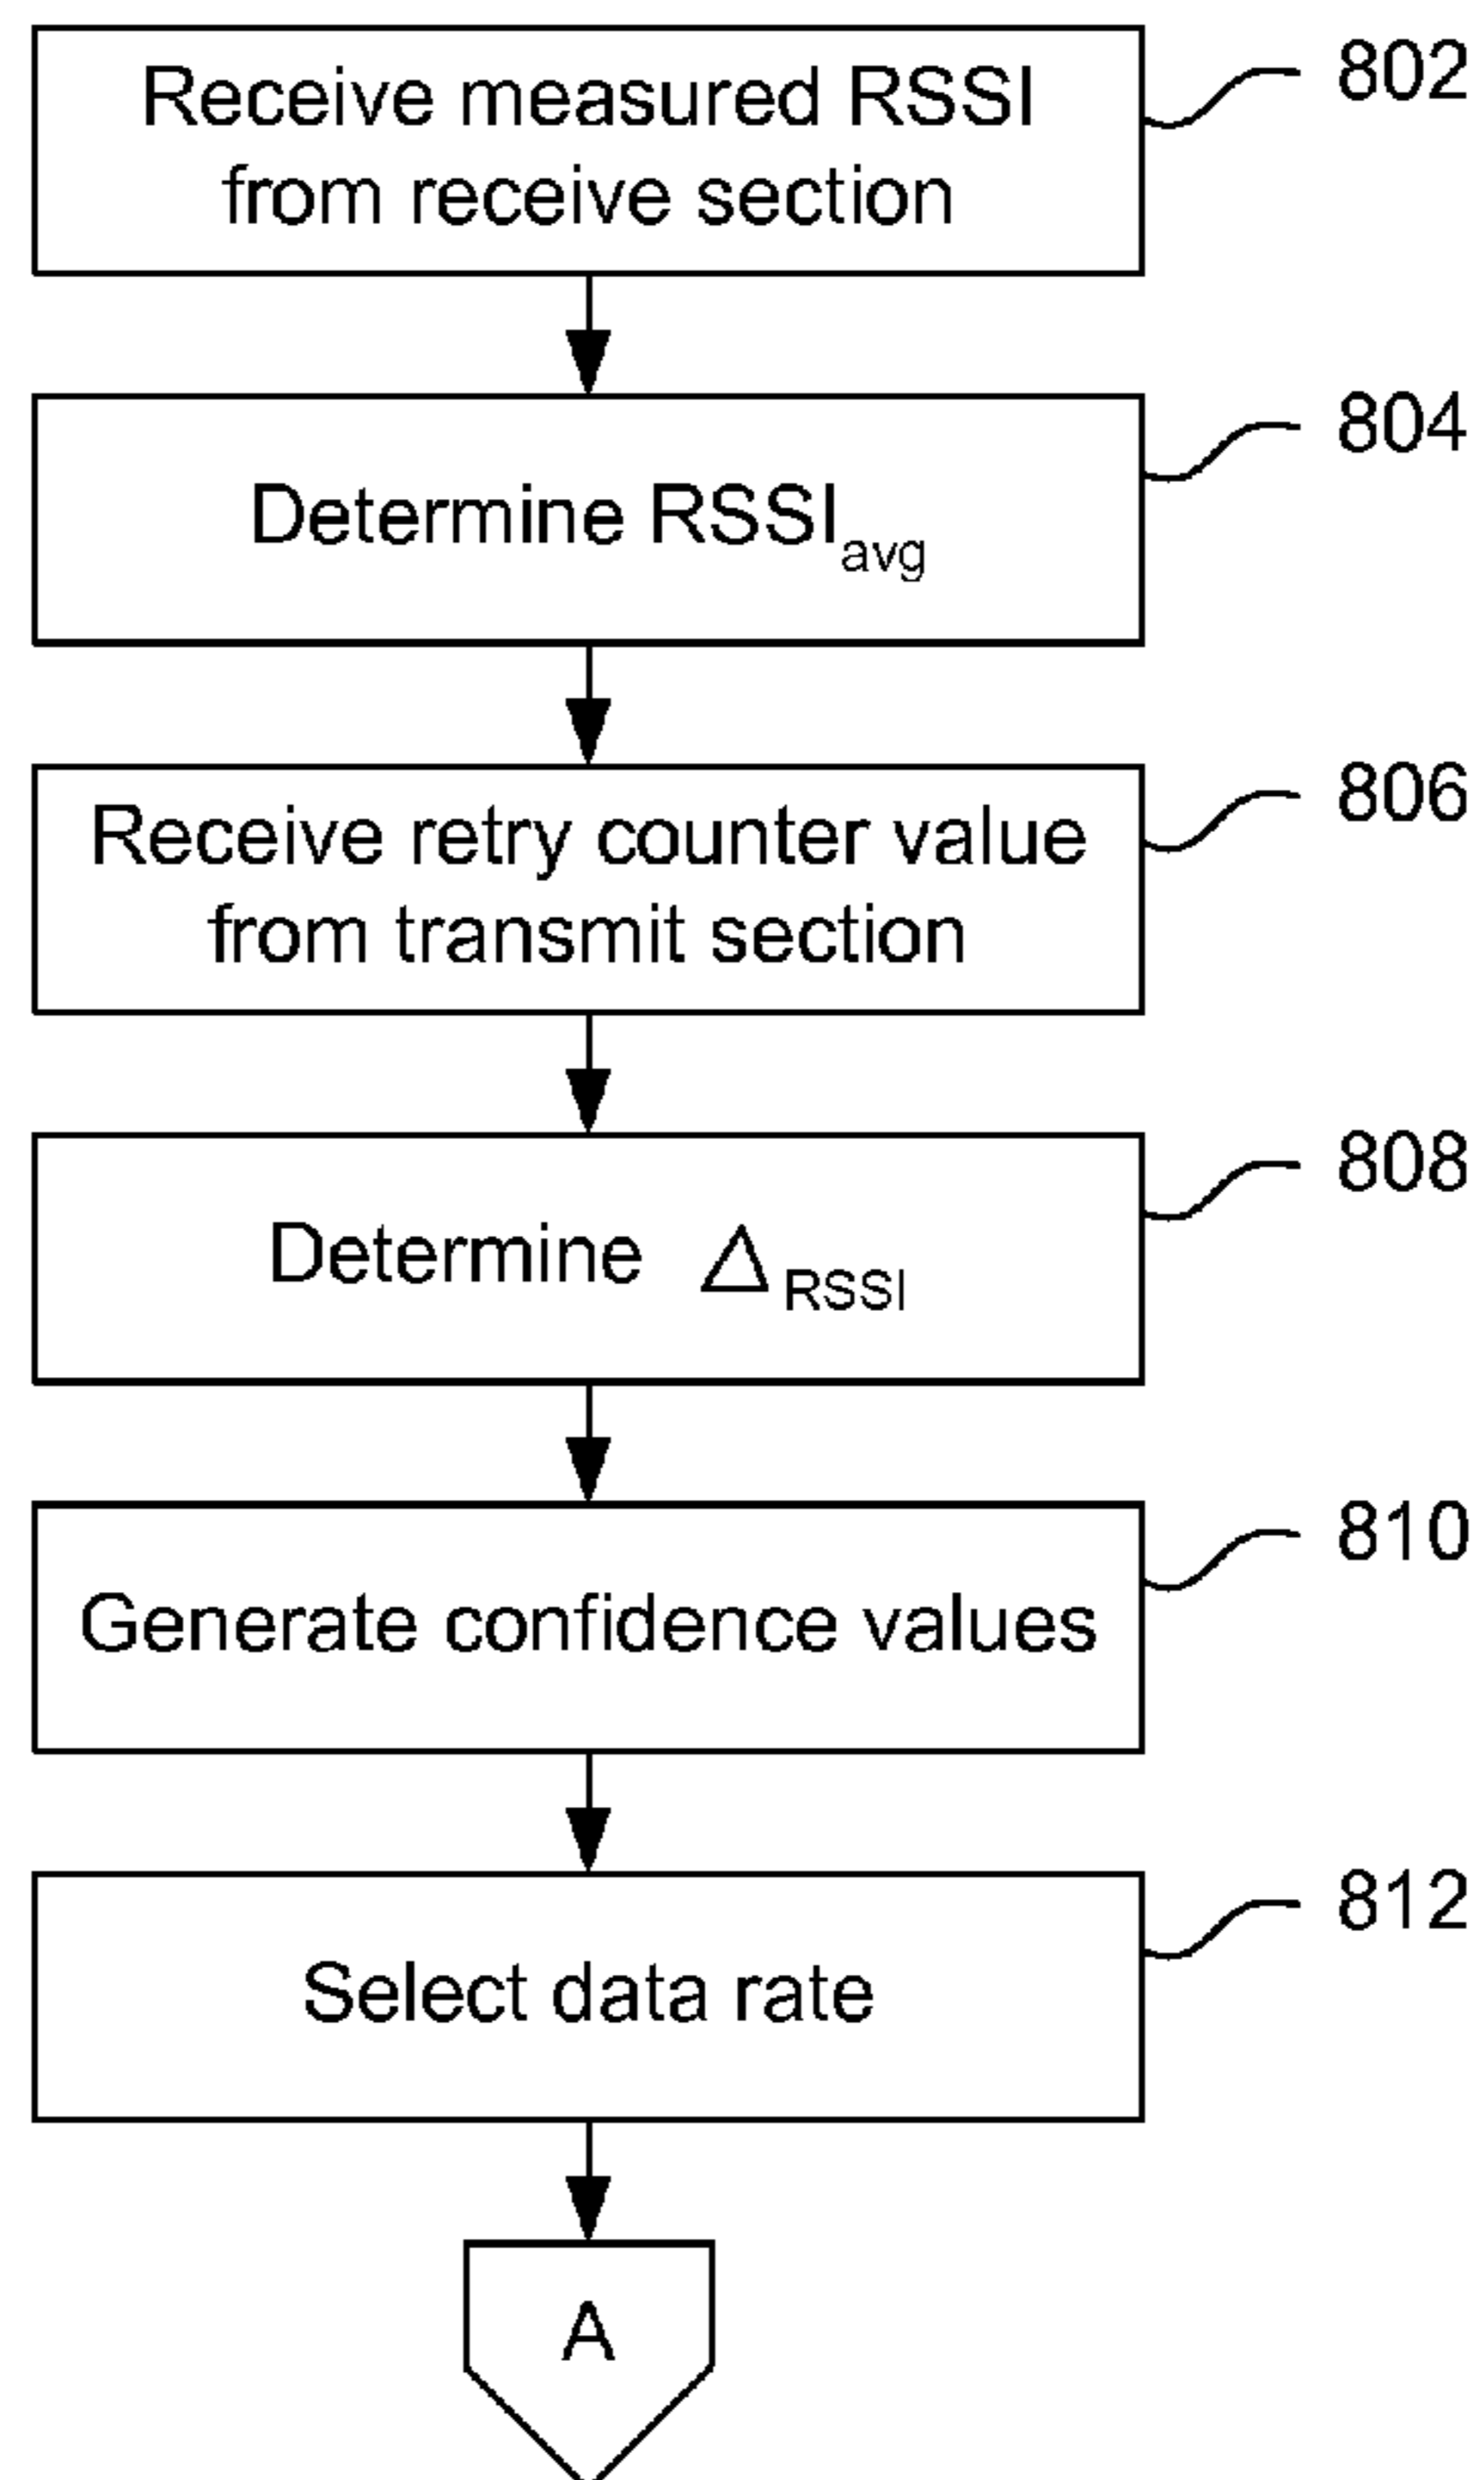 Receive measured RSSI
from receive section
802
Determine RSSIavg
804
Receive retry counter value
from transmit section
806
Determine △RSSI
808
Generate confidence values
810
Select data rate
812
A